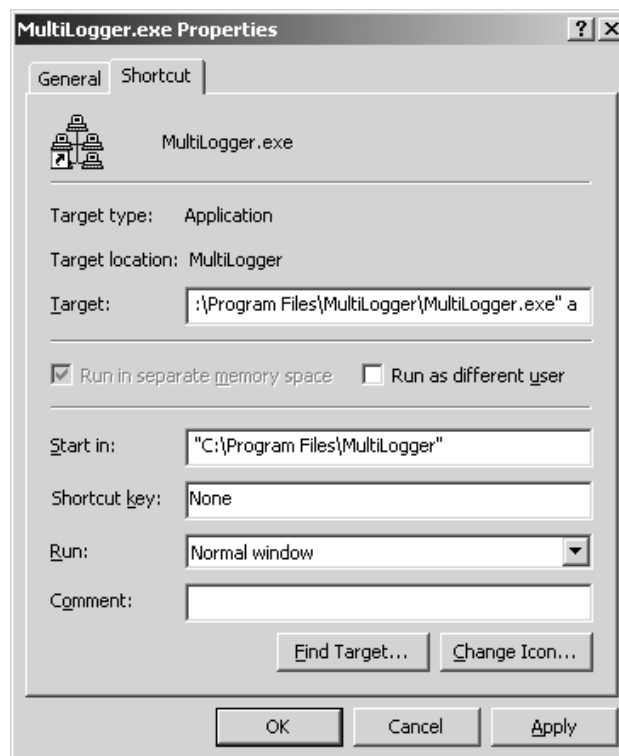 MultiLogger.exe Properties
General Shortcut
MultiLogger.exe
Target type: Application
Target location: MultiLogger
Target: :\Program Files\MultiLogger\MultiLogger.exe" a
Run in separate memory space Run as different user
Start in: "C:\Program Files\MultiLogger"
Shortcut key: None
Run: Normal window
Comment:
Find Target... Change Icon...
OK Cancel Apply